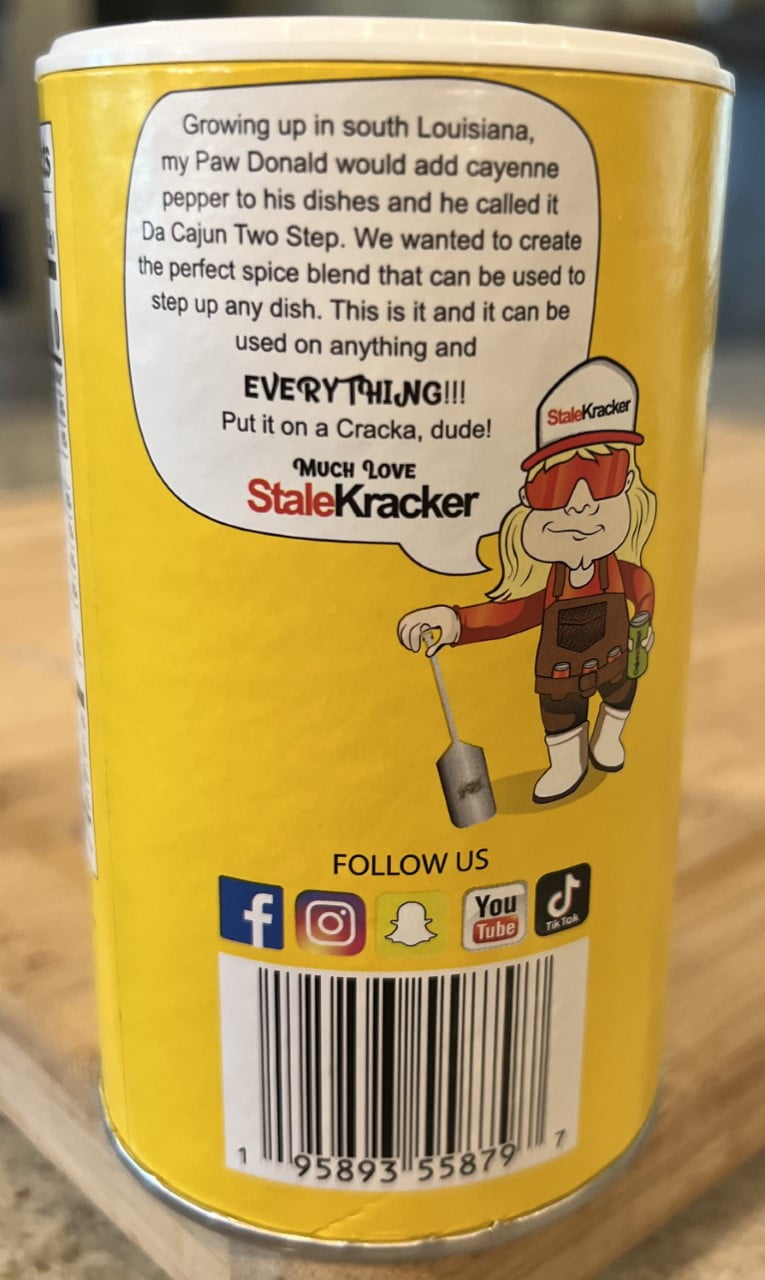 Growing up in south Louisiana,
my Paw Donald would add cayenne
pepper to his dishes and he called it
Da Cajun Two Step. We wanted to create
the perfect spice blend that can be used to
step up any dish. This is it and it can be
used on anything and
EVERYTHING!!!
Put it on a Cracka, dude!
MUCH LOVE
StaleKracker
StaleKracker
FOLLOW US
f
You
Tube
TikTok
1 95893 55879 7